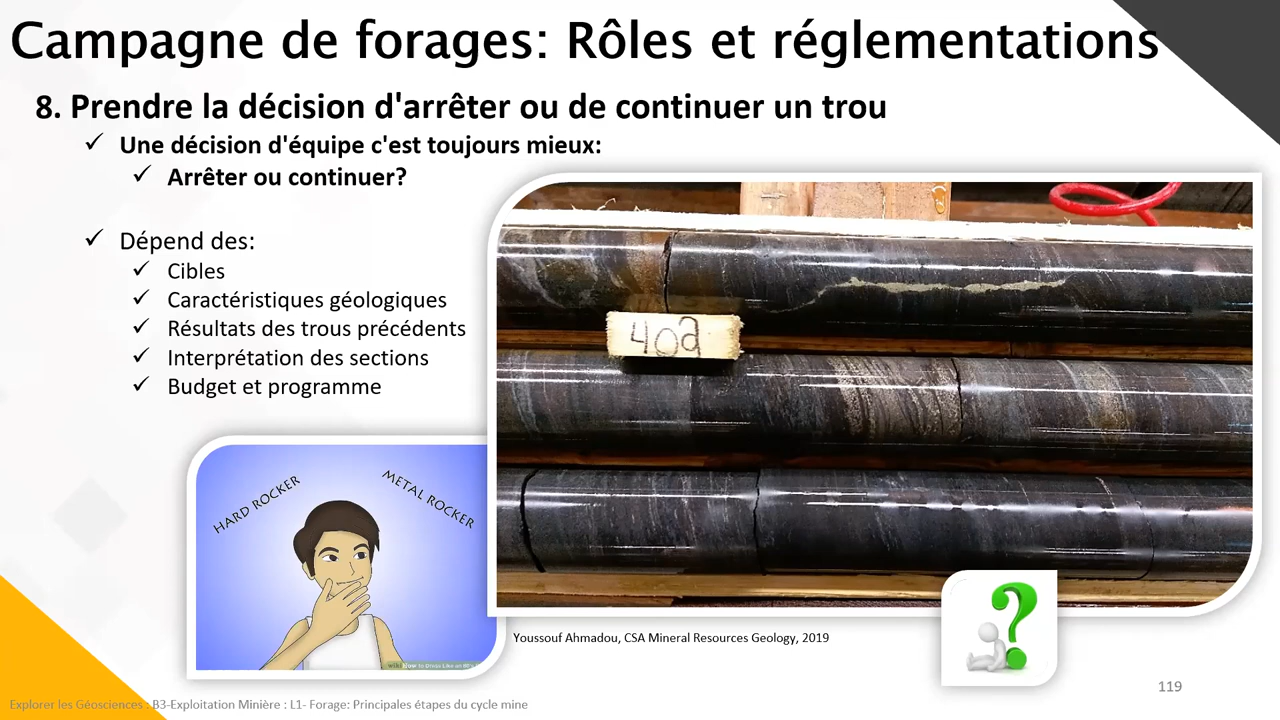 Campagne de forages: Rôles et réglementations
8. Prendre la décision d'arrêter ou de continuer un trou
✓ Une décision d'équipe c'est toujours mieux:
✓ Arrêter ou continuer?
✓ Dépend des:
✓ Cibles
✓ Caractéristiques géologiques
✓ Résultats des trous précédents
✓ Interprétation des sections
✓ Budget et programme
402
HARD ROCKER
METAL ROCKER
Youssouf Ahmadou, CSA Mineral Resources Geology, 2019
119
Explorer les Géosciences : B3-Exploitation Minière : L1- Forage: Principales étapes du cycle mine